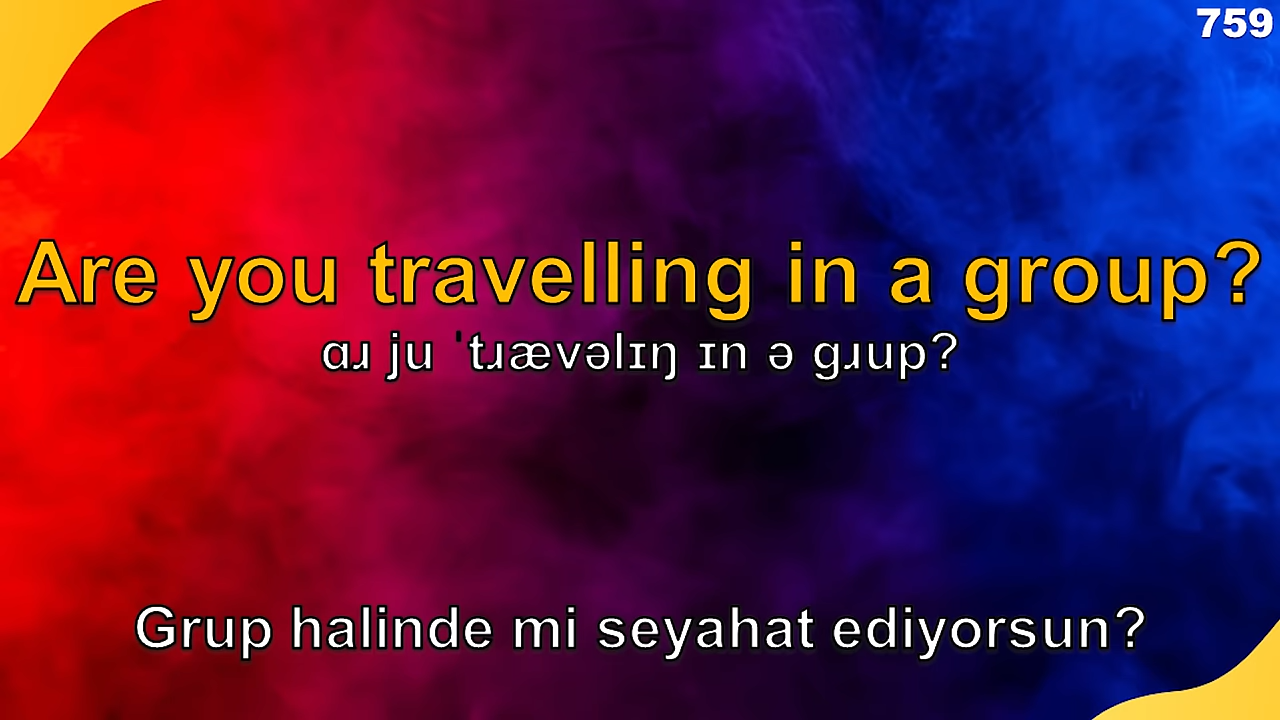 759
Are you travelling in a group?
ɑɹ ju ˈtɹævəlɪŋ ɪn ə gɹup?
Grup halinde mi seyahat ediyorsun?